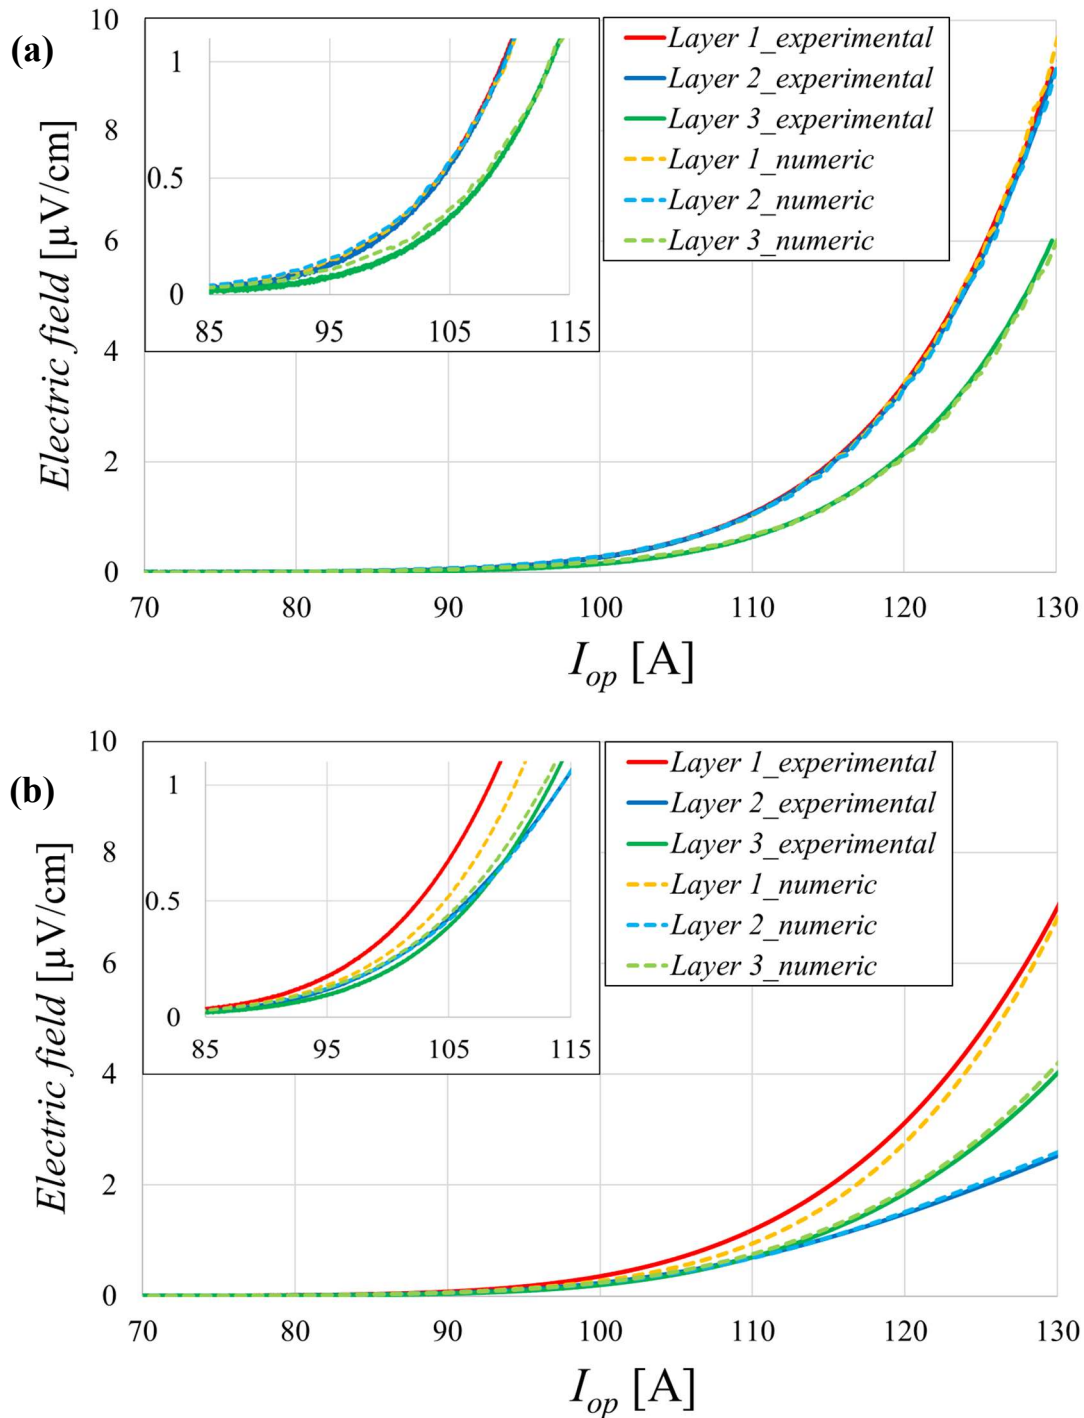 (a)
Electric field [µV/cm]
10
8
6
4
2
0
70 80 90 100 110 120 130
I_op [A]
1
0.5
0
85 95 105 115
Layer 1_experimental
Layer 2_experimental
Layer 3_experimental
Layer 1_numeric
Layer 2_numeric
Layer 3_numeric
(b)
Electric field [µV/cm]
10
8
6
4
2
0
70 80 90 100 110 120 130
I_op [A]
1
0.5
0
85 95 105 115
Layer 1_experimental
Layer 2_experimental
Layer 3_experimental
Layer 1_numeric
Layer 2_numeric
Layer 3_numeric